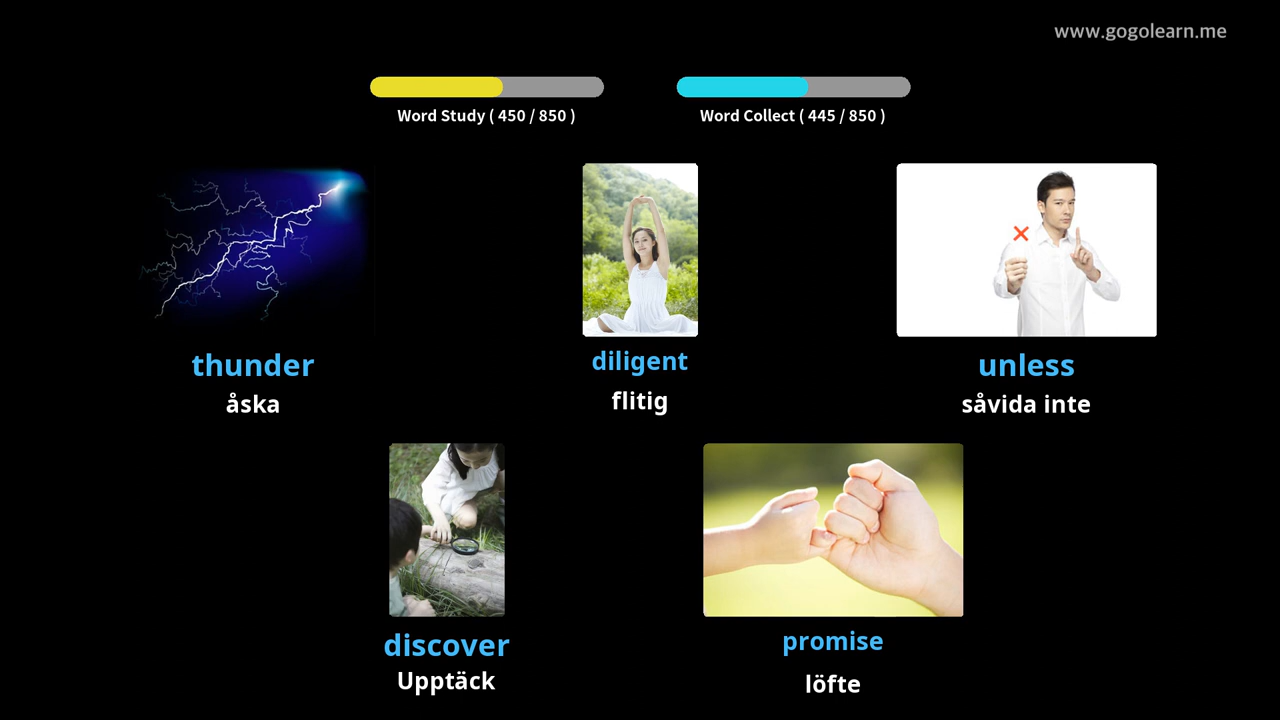 www.gogolearn.me
Word Study ( 450 / 850 )
Word Collect ( 445 / 850 )
thunder
åska
diligent
flitig
unless
såvida inte
discover
Upptäck
promise
löfte